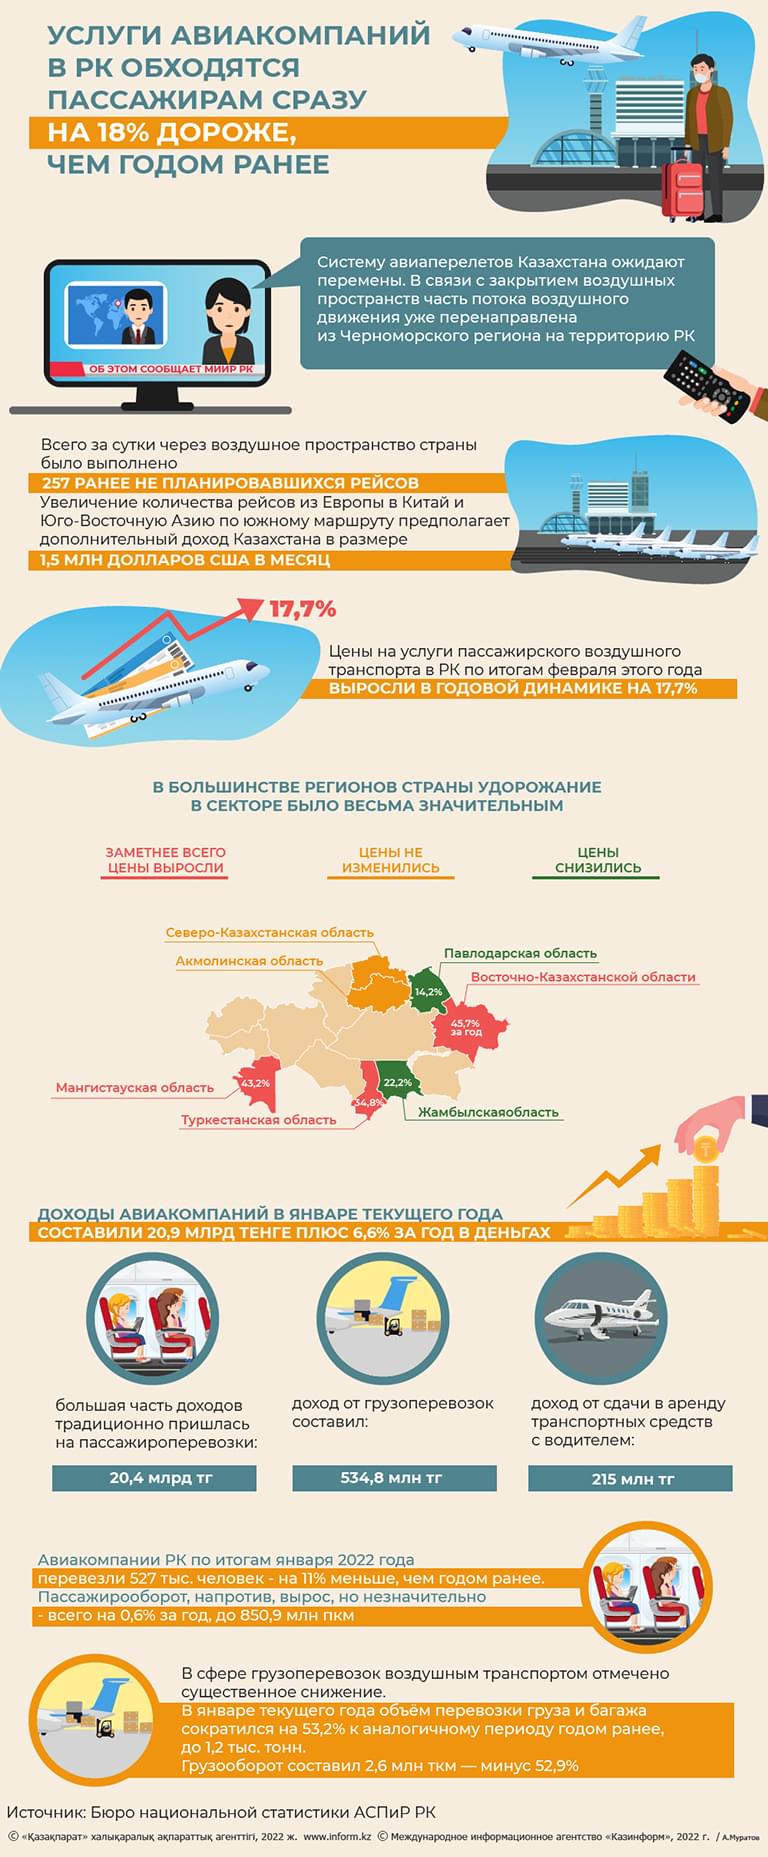 УСЛУГИ АВИАКОМПАНИЙ
В РК ОБХОДЯТСЯ
ПАССАЖИРАМ СРАЗУ
НА 18% ДОРОЖЕ,
ЧЕМ ГОДОМ РАНЕЕ
Систему авиаперелетов Казахстана ожидают
перемены. В связи с закрытием воздушных
пространств часть потока воздушного
движения уже перенаправлена
из Черноморского региона на территорию РК
ОБ ЭТОМ СООБЩАЕТ МИИР РК
Всего за сутки через воздушное пространство страны
было выполнено
257 РАНЕЕ НЕ ПЛАНИРОВАВШИХСЯ РЕЙСОВ
Увеличение количества рейсов из Европы в Китай и
Юго-Восточную Азию по южному маршруту предполагает
дополнительный доход Казахстана в размере
1,5 МЛН ДОЛЛАРОВ США В МЕСЯЦ
17,7%
Цены на услуги пассажирского воздушного
транспорта в РК по итогам февраля этого года
ВЫРОСЛИ В ГОДОВОЙ ДИНАМИКЕ НА 17,7%
В БОЛЬШИНСТВЕ РЕГИОНОВ СТРАНЫ УДОРОЖАНИЕ
В СЕКТОРЕ БЫЛО ВЕСЬМА ЗНАЧИТЕЛЬНЫМ
ЗАМЕТНЕЕ ВСЕГО
ЦЕНЫ ВЫРОСЛИ
ЦЕНЫ НЕ
ИЗМЕНИЛИСЬ
ЦЕНЫ
СНИЗИЛИСЬ
Северо-Казахстанская область
Акмолинская область
Павлодарская область
14,2%
Восточно-Казахстанской области
45,7%
за год
Мангистауская область
43,2%
Туркестанская область
34,8%
22,2%
Жамбылскаяобласть
ДОХОДЫ АВИАКОМПАНИЙ В ЯНВАРЕ ТЕКУЩЕГО ГОДА
СОСТАВИЛИ 20,9 МЛРД ТЕНГЕ ПЛЮС 6,6% ЗА ГОД В ДЕНЬГАХ
большая часть доходов
традиционно пришлась
на пассажироперевозки:
20,4 млрд тг
доход от грузоперевозок
составил:
534,8 млн тг
доход от сдачи в аренду
транспортных средств
с водителем:
215 млн тг
Авиакомпании РК по итогам января 2022 года
перевезли 527 тыс. человек - на 11% меньше, чем годом ранее.
Пассажирооборот, напротив, вырос, но незначительно
- всего на 0,6% за год, до 850,9 млн пкм
В сфере грузоперевозок воздушным транспортом отмечено
существенное снижение.
В январе текущего года объём перевозки груза и багажа
сократился на 53,2% к аналогичному периоду годом ранее,
до 1,2 тыс. тонн.
Грузооборот составил 2,6 млн ткм — минус 52,9%
Источник: Бюро национальной статистики АСПиР РК
© «Қазақпарат» халықаралық ақпараттық агенттігі, 2022 ж. www.inform.kz © Международное информационное агентство «Казинформ», 2022 г. / А.Муратов